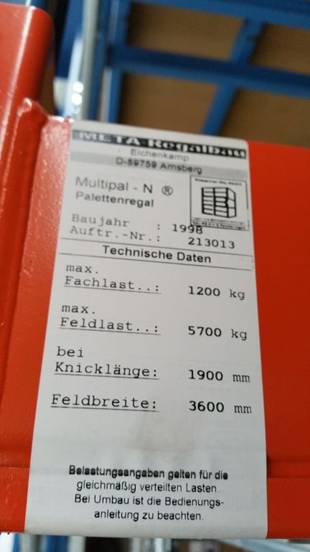 META Regalbau
Eichenkamp
D-59759 Arnsberg
Multipal - N ®
Palettenregal
Baujahr : 1998
Auftr.-Nr.: 213013
Technische Daten
max.
Fachlast..: 1200 kg
max.
Feldlast..: 5700 kg
bei
Knicklänge: 1900 mm
Feldbreite: 3600 mm
Belastungsangaben gelten für die
gleichmäßig verteilten Lasten.
Bei Umbau ist die Bedienungs-
anleitung zu beachten.